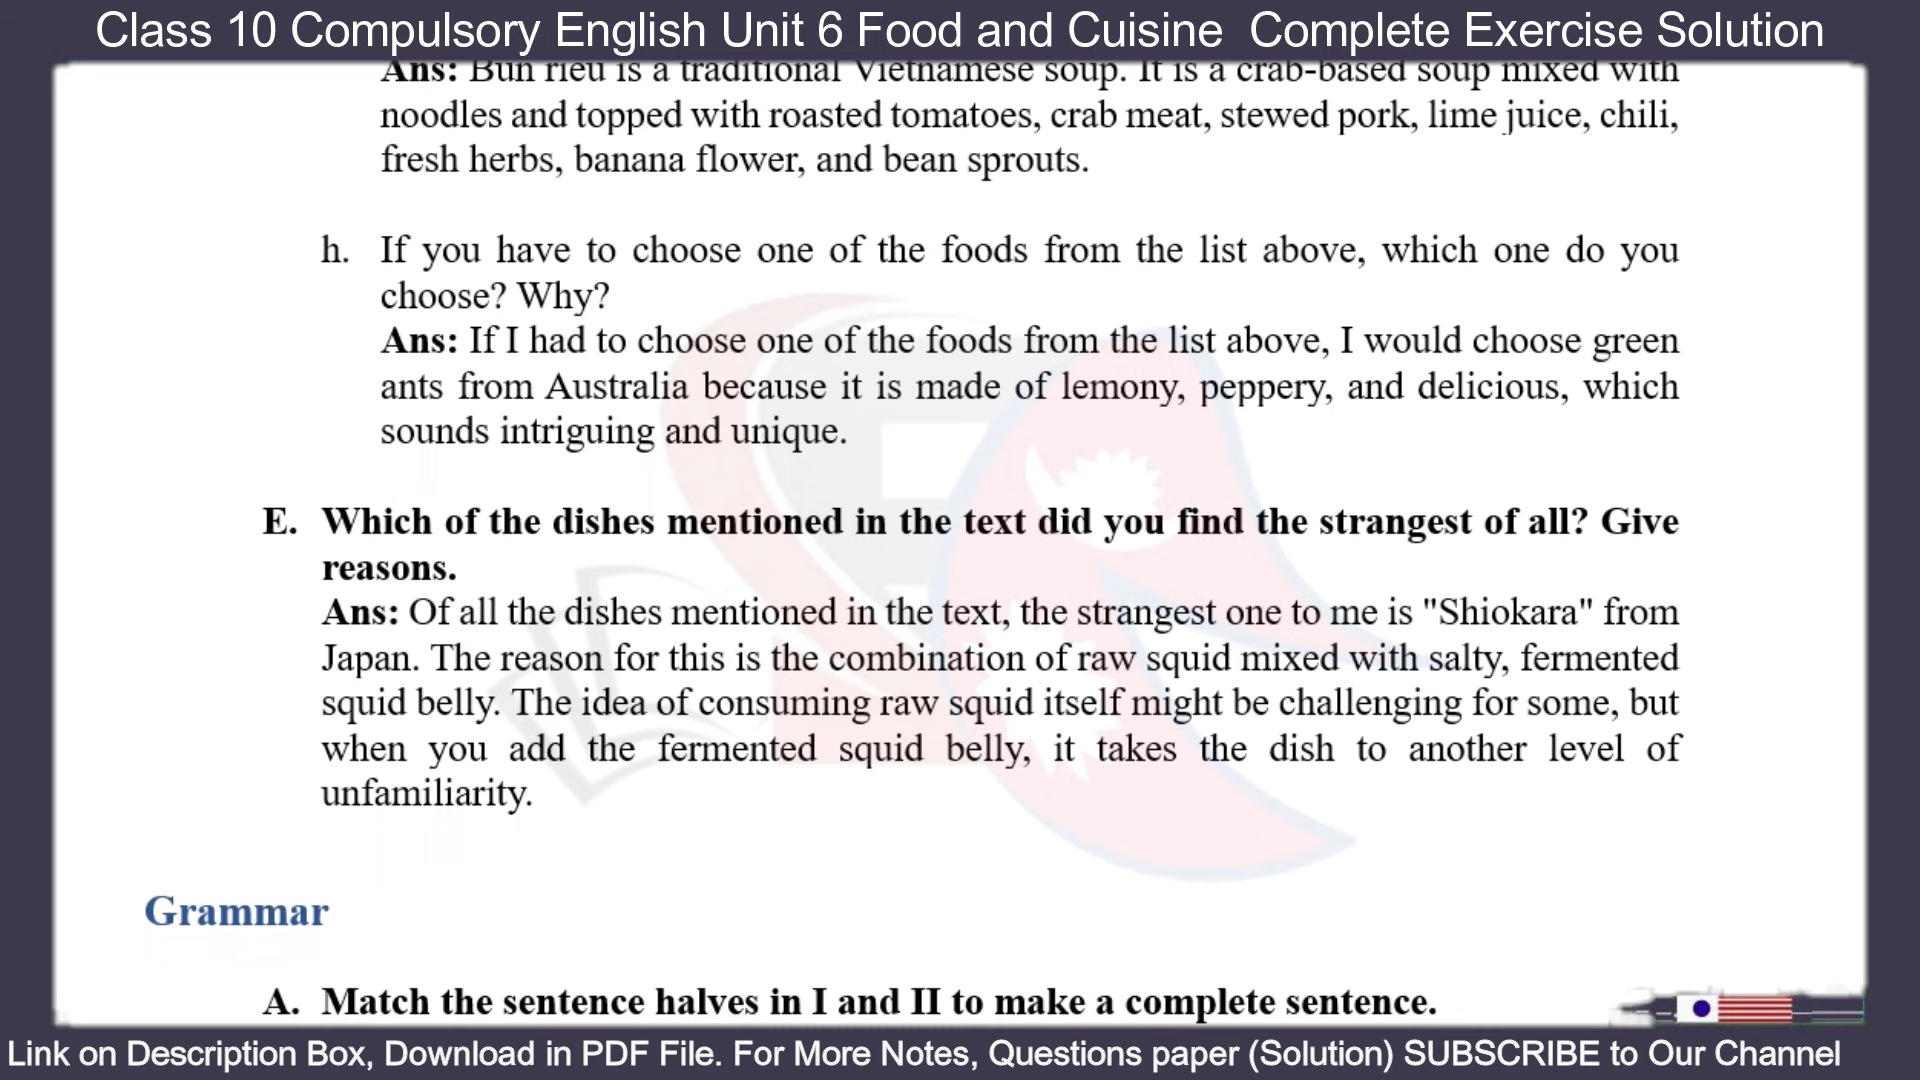 Class 10 Compulsory English Unit 6 Food and Cuisine Complete Exercise Solution
Ans: Bun rieu is a traditional Vietnamese soup. It is a crab-based soup mixed with
noodles and topped with roasted tomatoes, crab meat, stewed pork, lime juice, chili,
fresh herbs, banana flower, and bean sprouts.
h. If you have to choose one of the foods from the list above, which one do you
choose? Why?
Ans: If I had to choose one of the foods from the list above, I would choose green
ants from Australia because it is made of lemony, peppery, and delicious, which
sounds intriguing and unique.
E. Which of the dishes mentioned in the text did you find the strangest of all? Give
reasons.
Ans: Of all the dishes mentioned in the text, the strangest one to me is "Shiokara" from
Japan. The reason for this is the combination of raw squid mixed with salty, fermented
squid belly. The idea of consuming raw squid itself might be challenging for some, but
when you add the fermented squid belly, it takes the dish to another level of
unfamiliarity.
Grammar
A. Match the sentence halves in I and II to make a complete sentence.
Link on Description Box, Download in PDF File. For More Notes, Questions paper (Solution) SUBSCRIBE to Our Channel